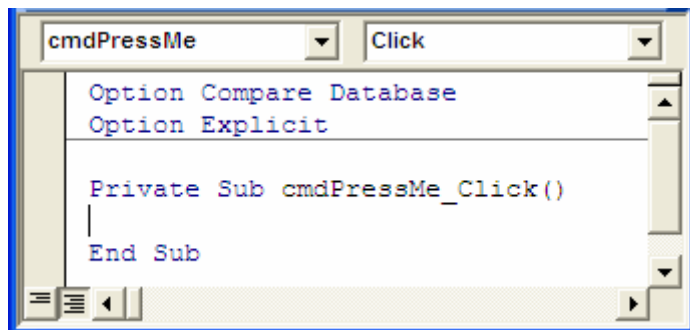 cmdPressMe Click
Option Compare Database
Option Explicit
Private Sub cmdPressMe_Click()
End Sub